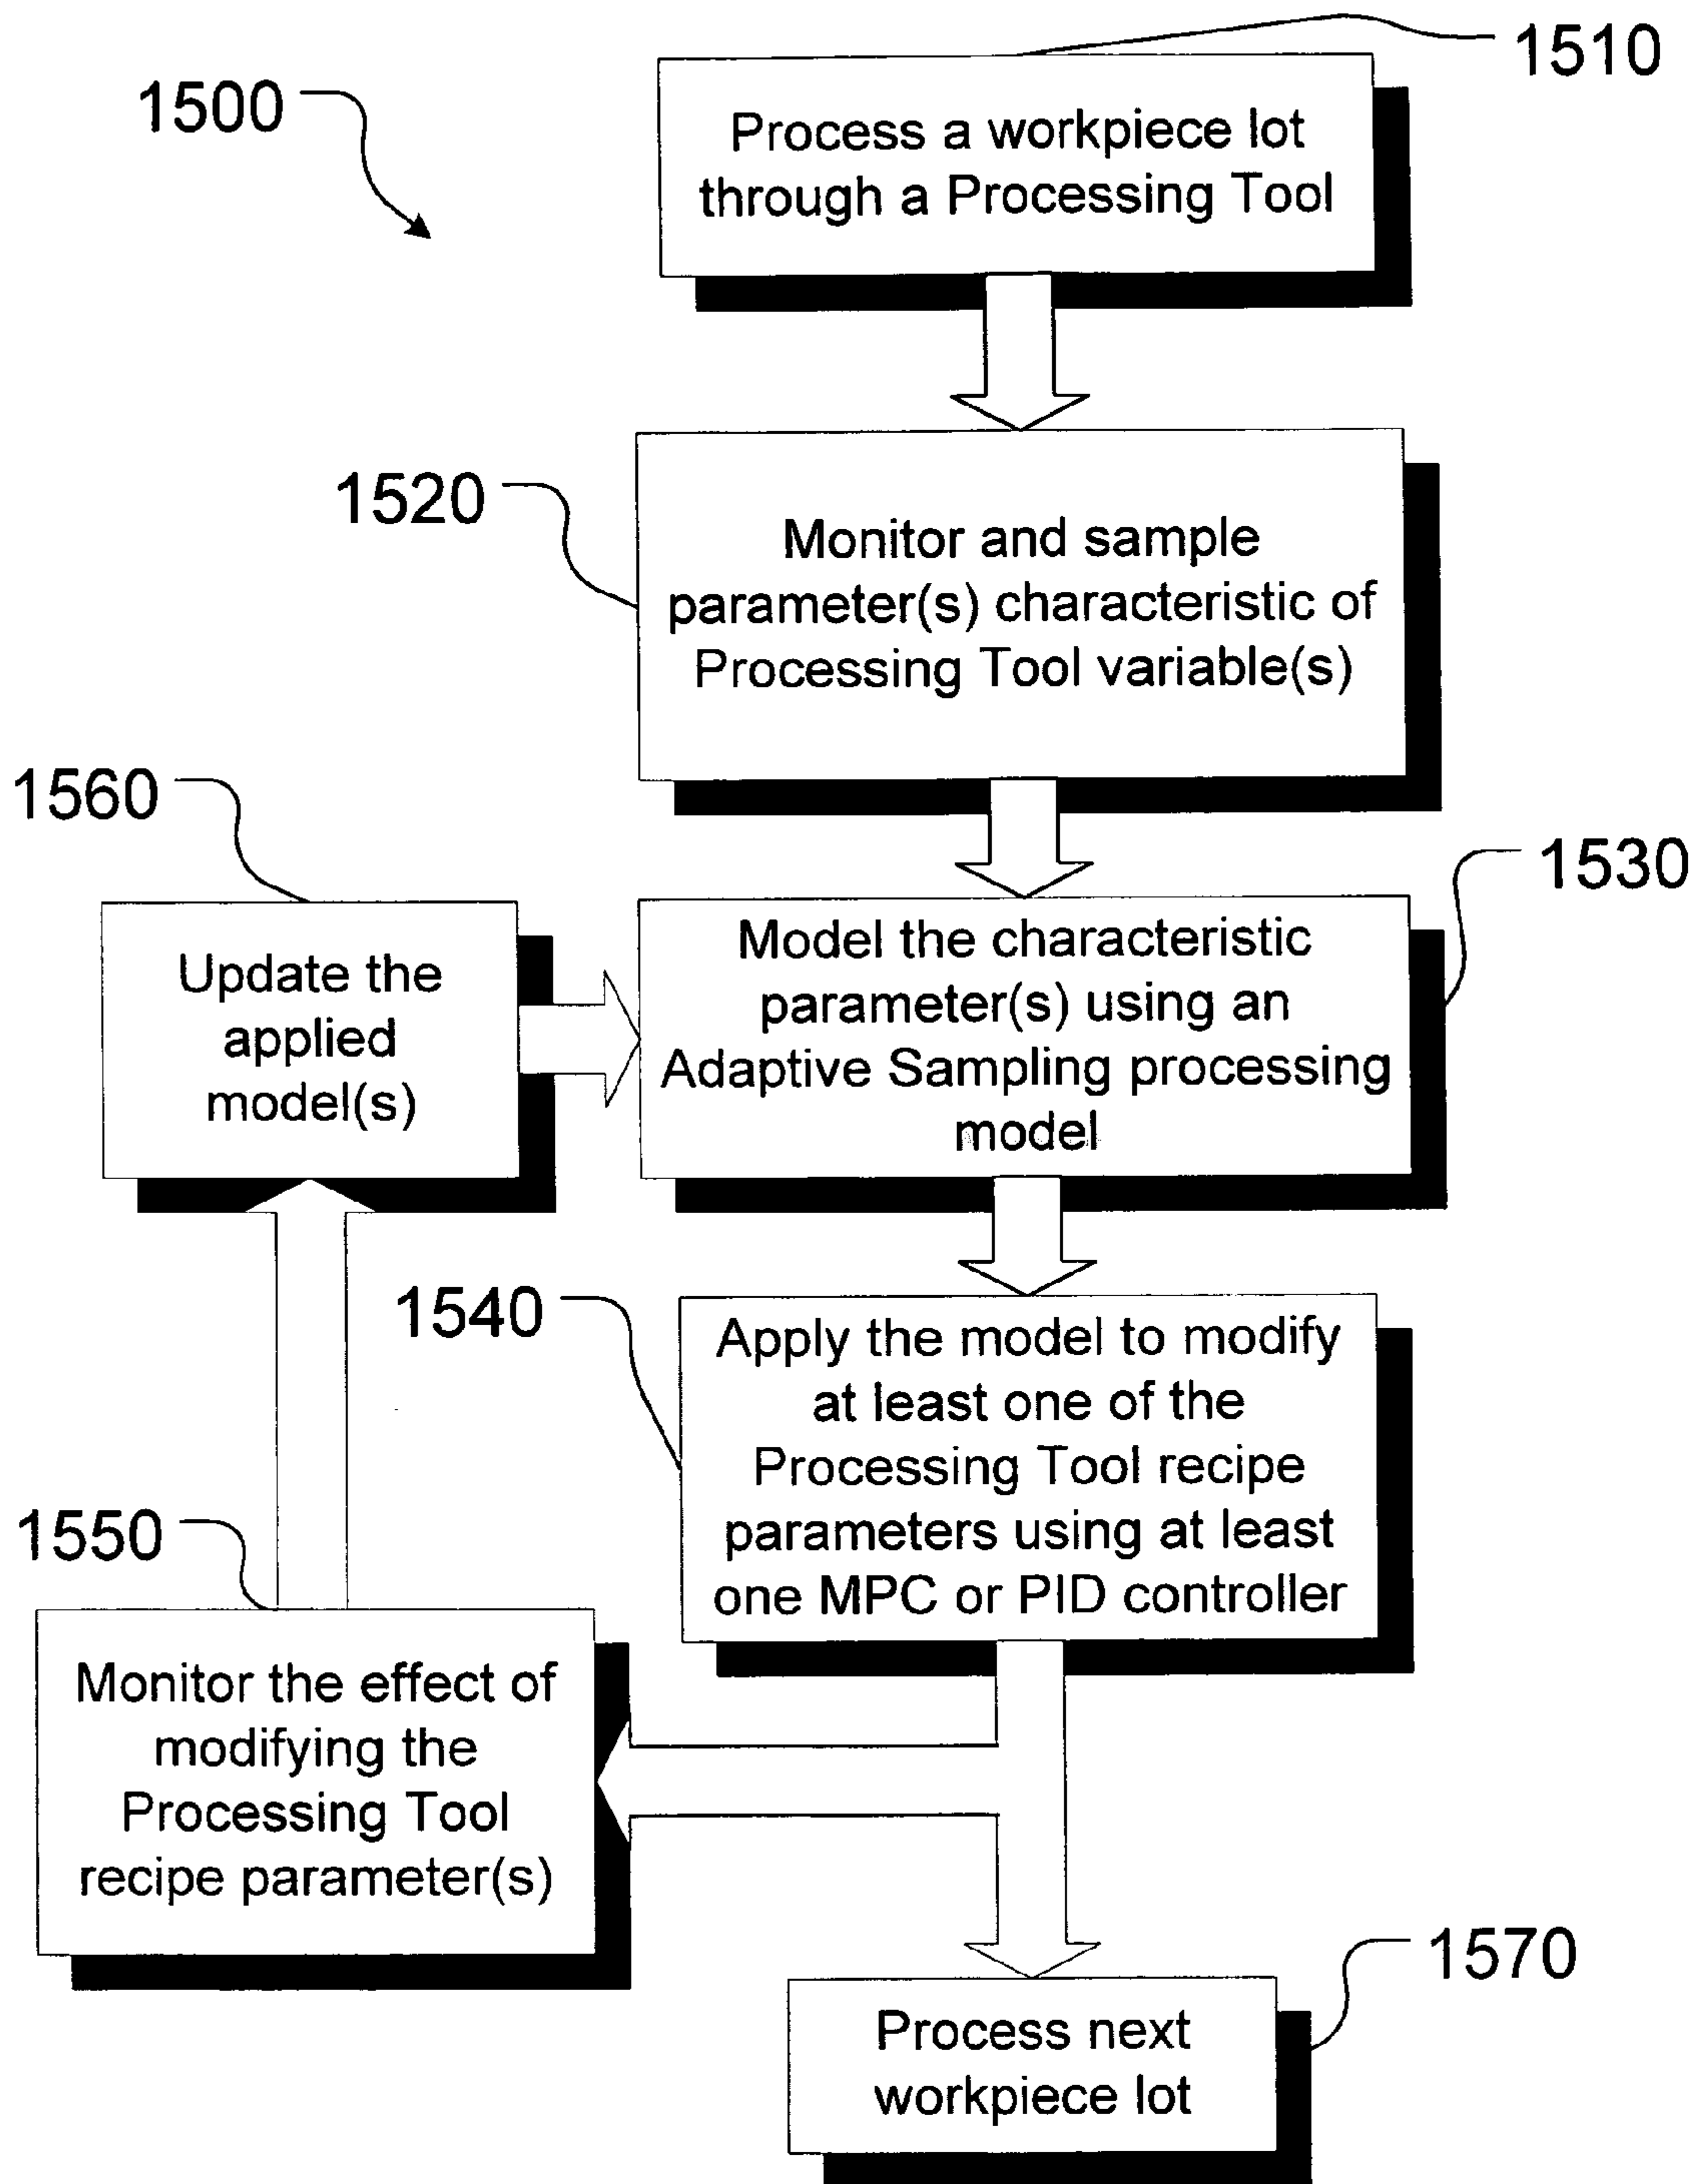 1510
1500
Process a workpiece lot
through a Processing Tool
1520
Monitor and sample
parameter(s) characteristic of
Processing Tool variable(s)
1560
1530
Update the
applied
model(s)
Model the characteristic
parameter(s) using an
Adaptive Sampling processing
model
1540
Apply the model to modify
at least one of the
Processing Tool recipe
parameters using at least
one MPC or PID controller
1550
Monitor the effect of
modifying the
Processing Tool
recipe parameter(s)
1570
Process next
workpiece lot